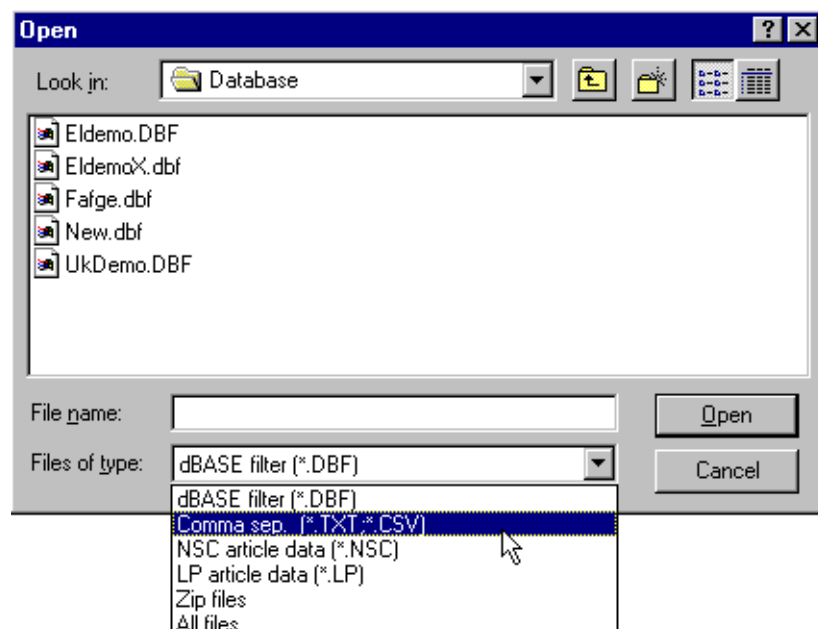 Open
Look in: Database
Eldemo.DBF
EldemoX.dbf
Fafge.dbf
New.dbf
UkDemo.DBF
File name: Open
Files of type: dBASE filter (*.DBF) Cancel
dBASE filter (*.DBF)
Comma sep. (*.TXT;*.CSV)
NSC article data (*.NSC)
LP article data (*.LP)
Zip files
All files